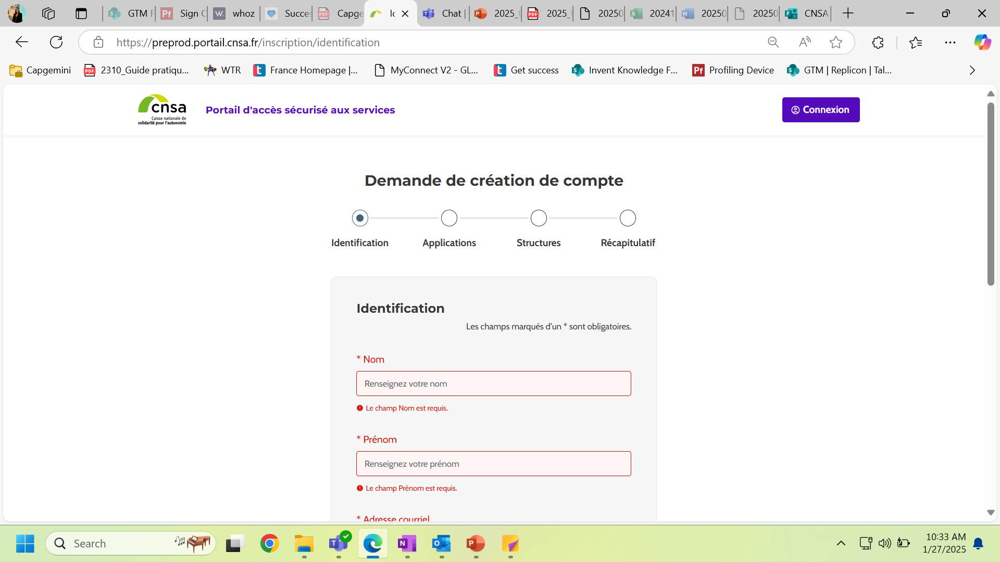 GTM F
Sign C
whoz
Succes
Capge
Ic
Chat |
2025_0
2025_
20250
20241
20250
20250
CNSA
https://preprod.portail.cnsa.fr/inscription/identification
Capgemini
2310_Guide pratiqu...
WTR
France Homepage |...
MyConnect V2 - GL...
Get success
Invent Knowledge F...
Profiling Device
GTM | Replicon | Tal...
cnsa
Caisse nationale de
solidarité pour l'autonomie
Portail d'accès sécurisé aux services
Connexion
Demande de création de compte
Identification
Applications
Structures
Récapitulatif
Identification
Les champs marqués d'un * sont obligatoires.
* Nom
Renseignez votre nom
Le champ Nom est requis.
* Prénom
Renseignez votre prénom
Le champ Prénom est requis.
* Adresse courriel
Search
10:33 AM
1/27/2025